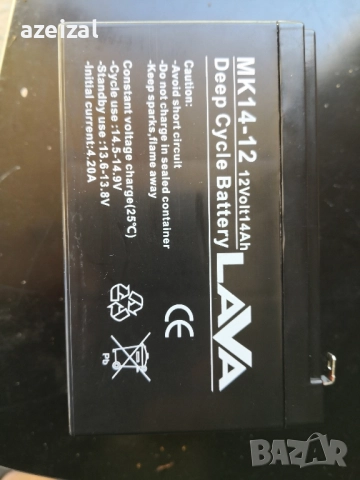 azeizal
MK14-12 12Volt14Ah
Deep Cycle Battery
LAVA
•Avoid short circuit
•Do not charge in sealed container
•Keep sparks,flame away
Constant voltage charge(25℃)
•Cycle use:14.5-14.9V
•Standby use:13.6-13.8V
•Initial current:4.20A
CE
Pb
BAZAR